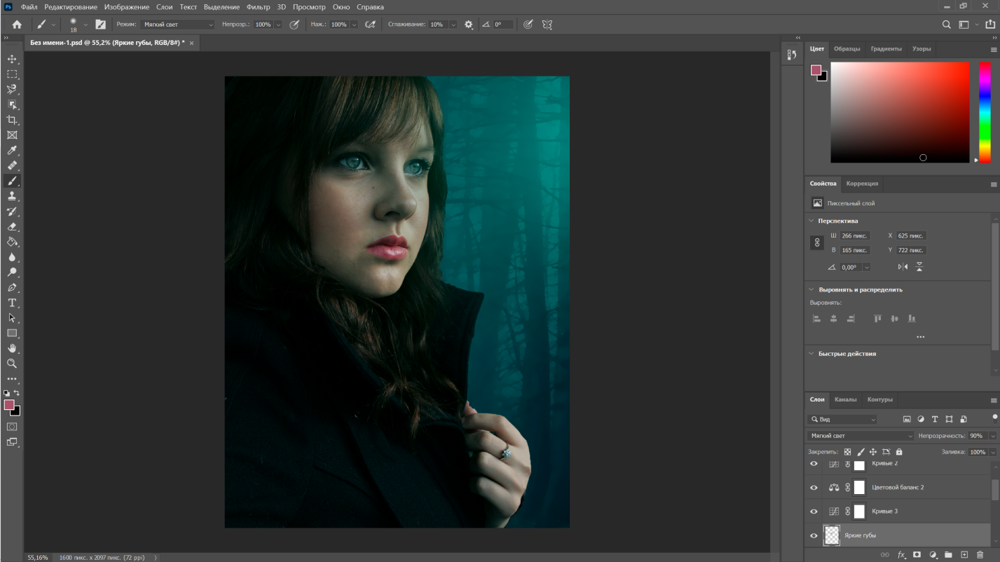 Ps Файл Редактирование Изображение Слои Текст Выделение Фильтр 3D Просмотр Окно Справка
18 Режим: Мягкий свет Непрозр.: 100% Наж.: 100% Сглаживание: 10% 0°
Без имени-1.psd @ 55,2% (Яркие губы, RGB/8#) * ×
Цвет Образцы Градиенты Узоры
Свойства Коррекция
Пиксельный слой
Перспектива
Ш 266 пикс. X 625 пикс.
В 165 пикс. Y 722 пикс.
0,00°
Выровнять и распределить
Выровнять:
Быстрые действия
Слои Каналы Контуры
Вид
Мягкий свет Непрозрачность: 90%
Закрепить: Заливка: 100%
Кривые 2
Цветовой баланс 2
Кривые 3
Яркие губы
55,16% 1600 пикс. x 2097 пикс. (72 ppi)